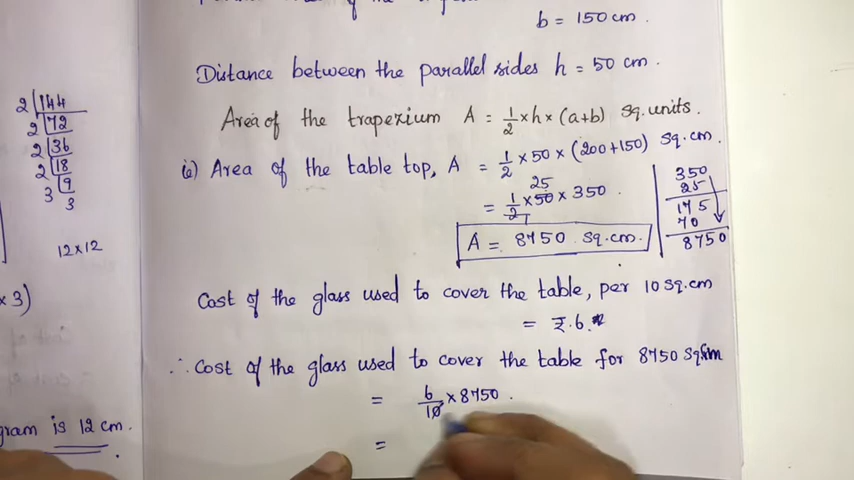 2 144
2 72
2 36
2 18
3 9
3
12×12
× 3)
gram is 12 cm.
b = 150 cm.
Distance between the parallel sides h = 50 cm.
Area of the trapezium A = 1/2 × h × (a+b) Sq. units.
Area of the table top, A = 1/2 × 50 × (200+150) Sq. cm.
25
= 1/2 × 50 × 350.
1
A = 8750 Sq. cm.
350
25
175
70
8750
Cost of the glass used to cover the table, per 10 Sq. cm
= ₹. 6.
∴ Cost of the glass used to cover the table for 8750 Sq cm
= 6/10 × 8750.
=